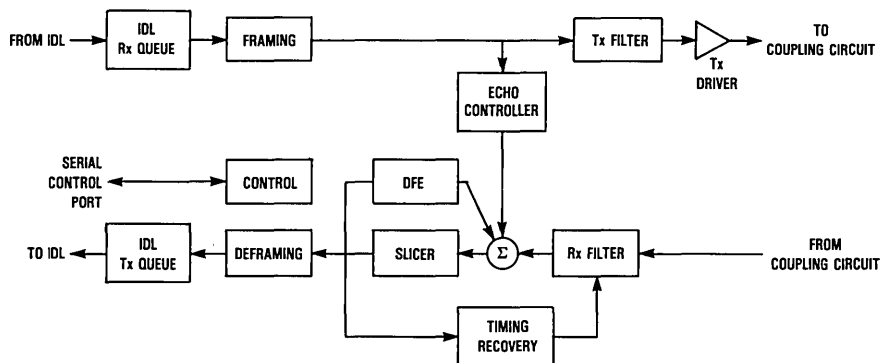 FROM IDL
IDL
Rx QUEUE
FRAMING
Tx FILTER
Tx
DRIVER
TO
COUPLING CIRCUIT
ECHO
CONTROLLER
SERIAL
CONTROL
PORT
CONTROL
DFE
TO IDL
IDL
Tx QUEUE
DEFRAMING
SLICER
Σ
Rx FILTER
FROM
COUPLING CIRCUIT
TIMING
RECOVERY